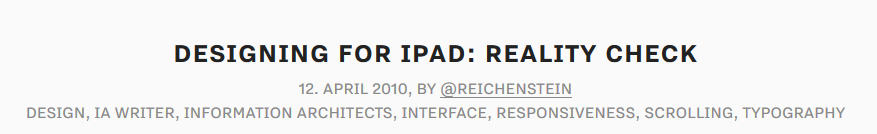 DESIGNING FOR IPAD: REALITY CHECK
12. APRIL 2010, BY @REICHENSTEIN
DESIGN, IA WRITER, INFORMATION ARCHITECTS, INTERFACE, RESPONSIVENESS, SCROLLING, TYPOGRAPHY